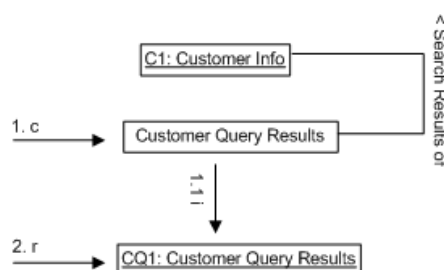 C1: Customer Info
< Search Results of
1. c
Customer Query Results
1.1 i
2. r
CQ1: Customer Query Results